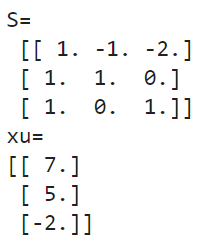 S=
[[ 1. -1. -2.]
[ 1. 1. 0.]
[ 1. 0. 1.]]
xu=
[[ 7.]
[ 5.]
[-2.]]